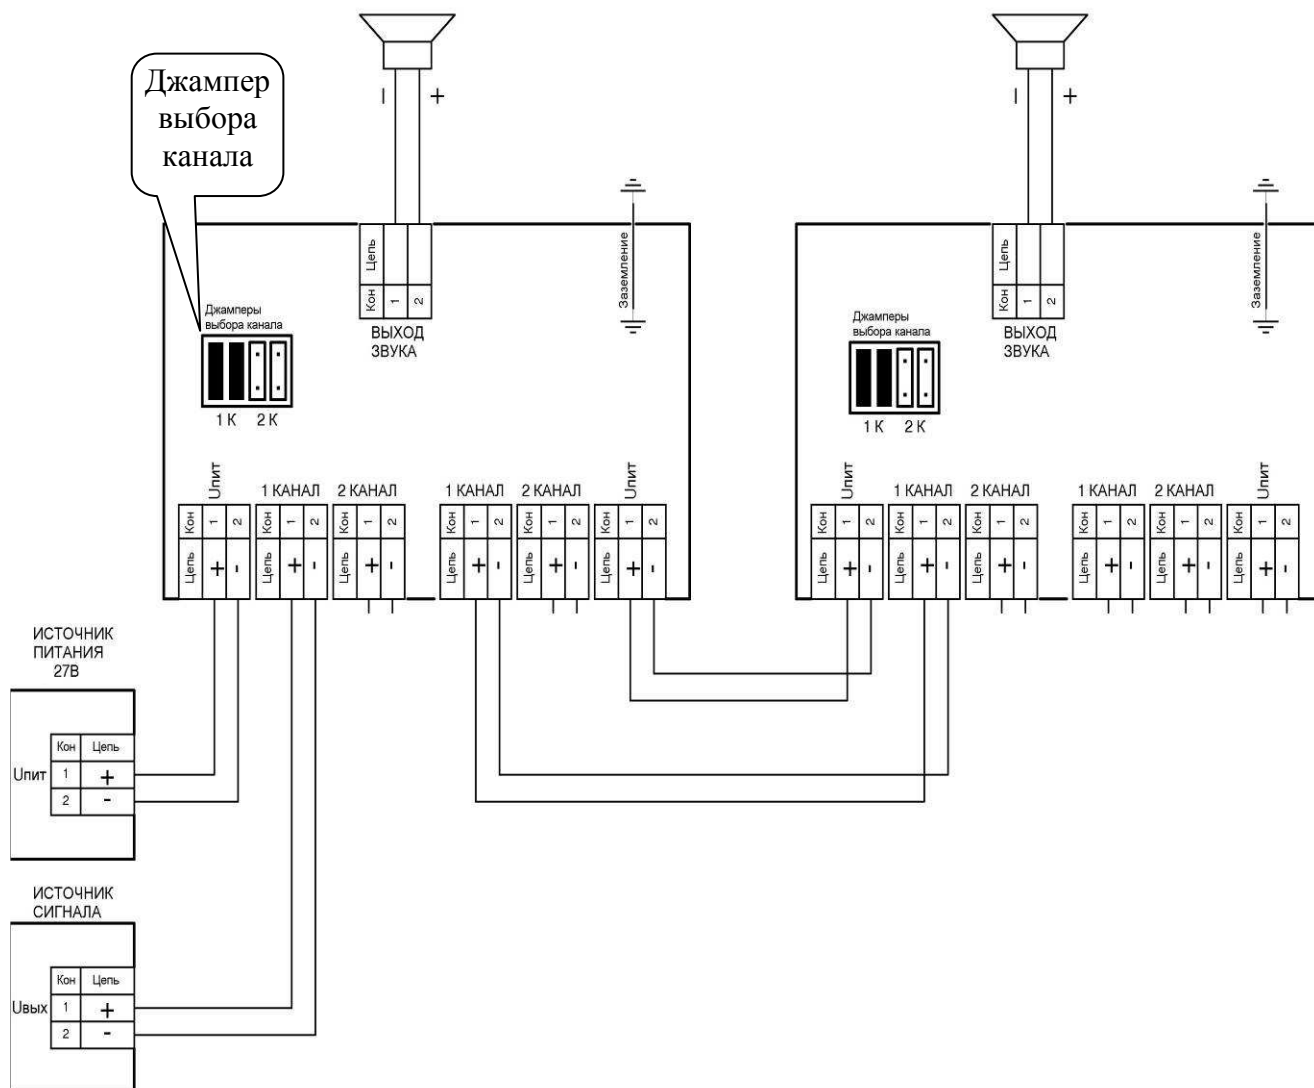 Джампер
выбора
канала
− +
− +
Цепь
Кон 1 2
ВЫХОД
ЗВУКА
Заземление
Цепь
Кон 1 2
ВЫХОД
ЗВУКА
Заземление
Джамперы
выбора канала
1 К 2 К
Джамперы
выбора канала
1 К 2 К
Uпит 1 КАНАЛ 2 КАНАЛ 1 КАНАЛ 2 КАНАЛ Uпит
Кон 1 2 Кон 1 2 Кон 1 2 Кон 1 2 Кон 1 2 Кон 1 2
Цепь + - Цепь + - Цепь + - Цепь + - Цепь + - Цепь + -
Uпит 1 КАНАЛ 2 КАНАЛ 1 КАНАЛ 2 КАНАЛ Uпит
Кон 1 2 Кон 1 2 Кон 1 2 Кон 1 2 Кон 1 2 Кон 1 2
Цепь + - Цепь + - Цепь + - Цепь + - Цепь + - Цепь + -
ИСТОЧНИК
ПИТАНИЯ
27В
Кон Цепь
Uпит 1 +
2 -
ИСТОЧНИК
СИГНАЛА
Кон Цепь
Uвых 1 +
2 -